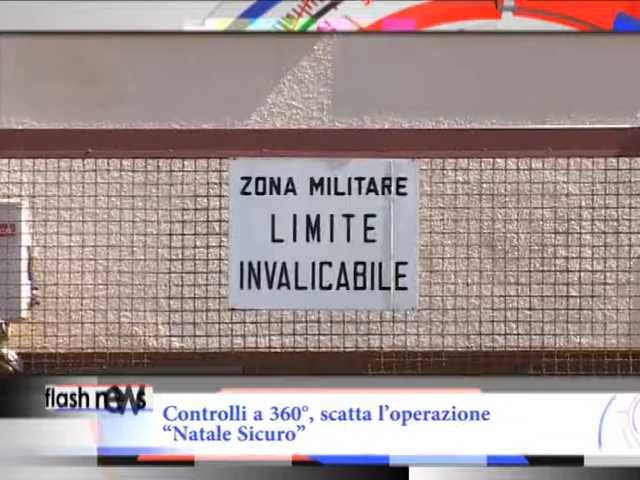 ZONA MILITARE
LIMITE
INVALICABILE
flash news
Controlli a 360°, scatta l'operazione
“Natale Sicuro”